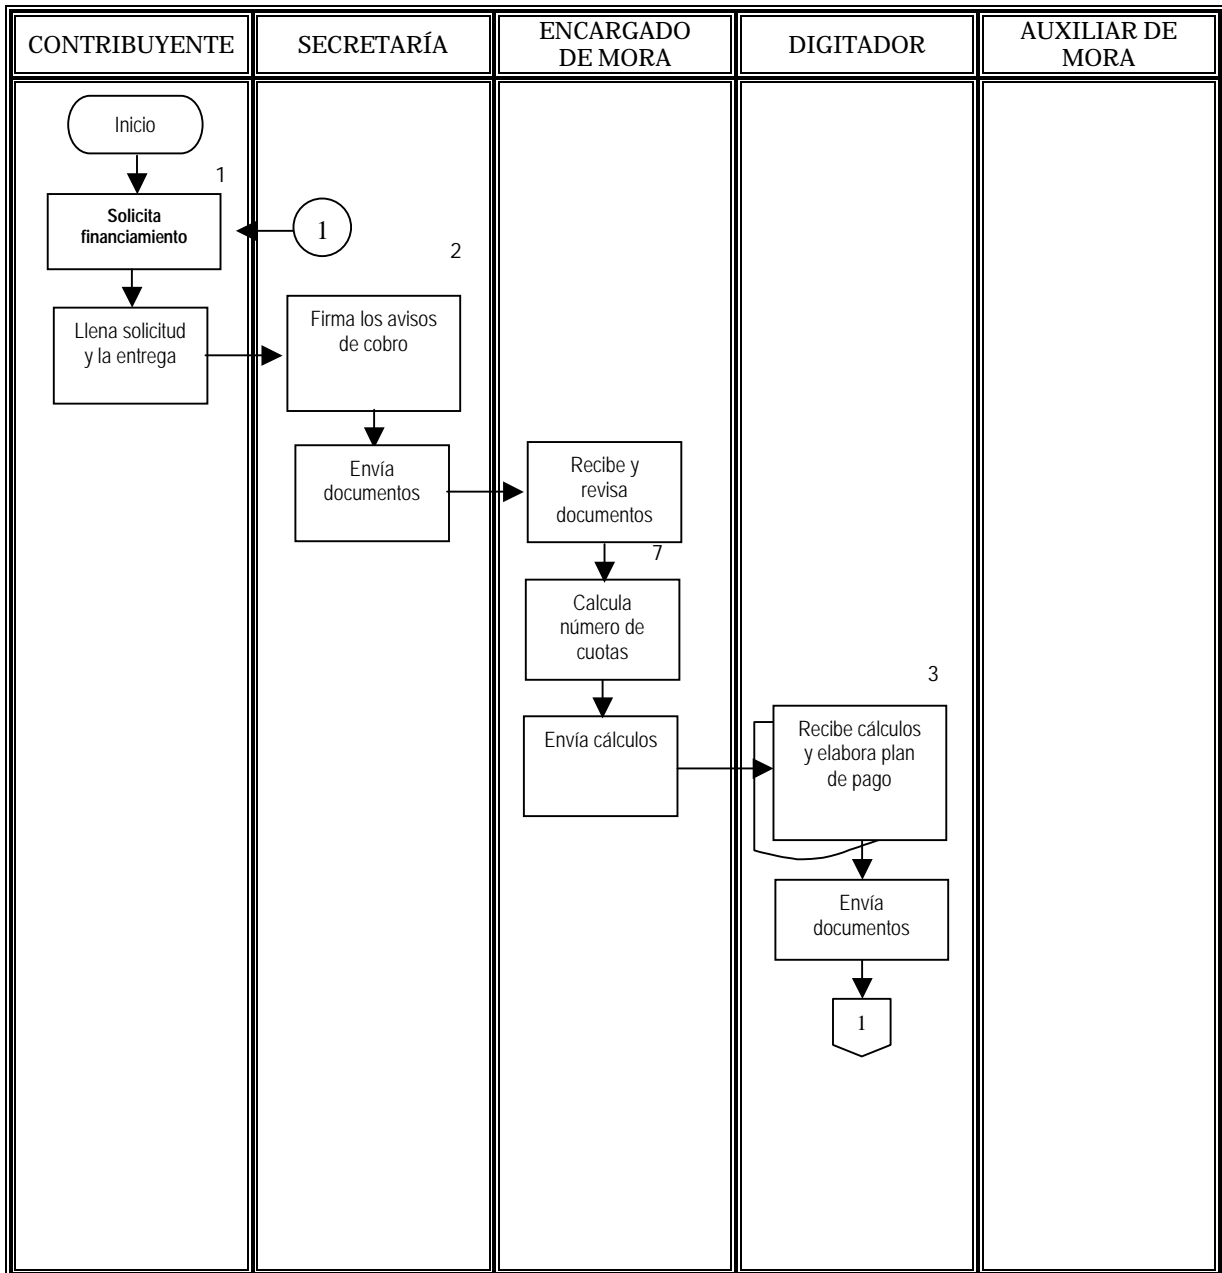 CONTRIBUYENTE
SECRETARÍA
ENCARGADO
DE MORA
DIGITADOR
AUXILIAR DE
MORA
Inicio
1
Solicita
financiamiento
1
2
Llena solicitud
y la entrega
Firma los avisos
de cobro
Envía
documentos
Recibe y
revisa
documentos
7
Calcula
número de
cuotas
3
Envía cálculos
Recibe cálculos
y elabora plan
de pago
Envía
documentos
1